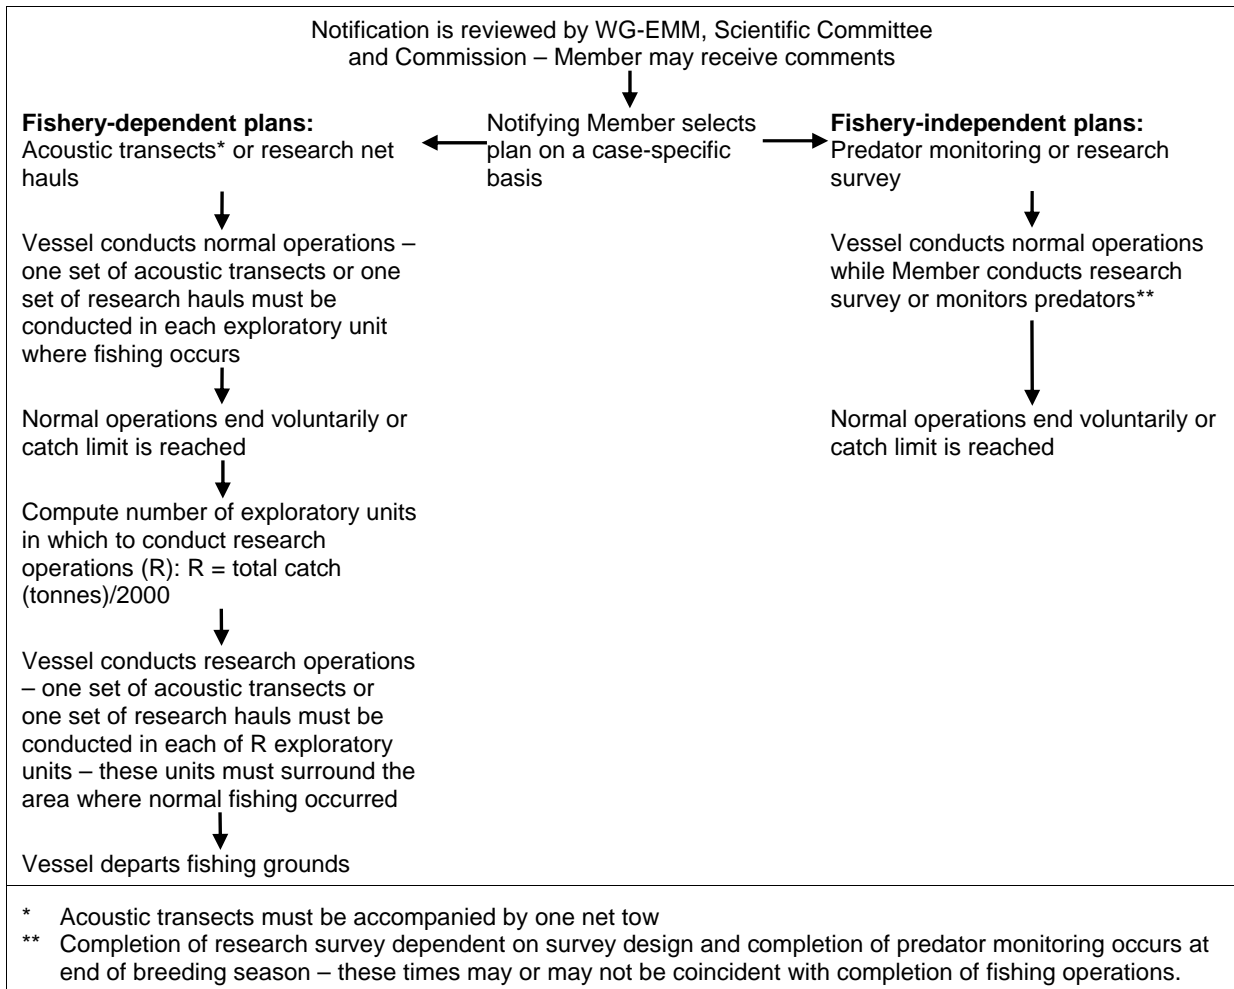 Notification is reviewed by WG-EMM, Scientific Committee
and Commission – Member may receive comments
Fishery-dependent plans:
Acoustic transects* or research net
hauls
Notifying Member selects
plan on a case-specific
basis
Fishery-independent plans:
Predator monitoring or research
survey
Vessel conducts normal operations –
one set of acoustic transects or one
set of research hauls must be
conducted in each exploratory unit
where fishing occurs
Vessel conducts normal operations
while Member conducts research
survey or monitors predators**
Normal operations end voluntarily or
catch limit is reached
Normal operations end voluntarily or
catch limit is reached
Compute number of exploratory units
in which to conduct research
operations (R): R = total catch
(tonnes)/2000
Vessel conducts research operations
– one set of acoustic transects or
one set of research hauls must be
conducted in each of R exploratory
units – these units must surround the
area where normal fishing occurred
Vessel departs fishing grounds
* Acoustic transects must be accompanied by one net tow
** Completion of research survey dependent on survey design and completion of predator monitoring occurs at
end of breeding season – these times may or may not be coincident with completion of fishing operations.